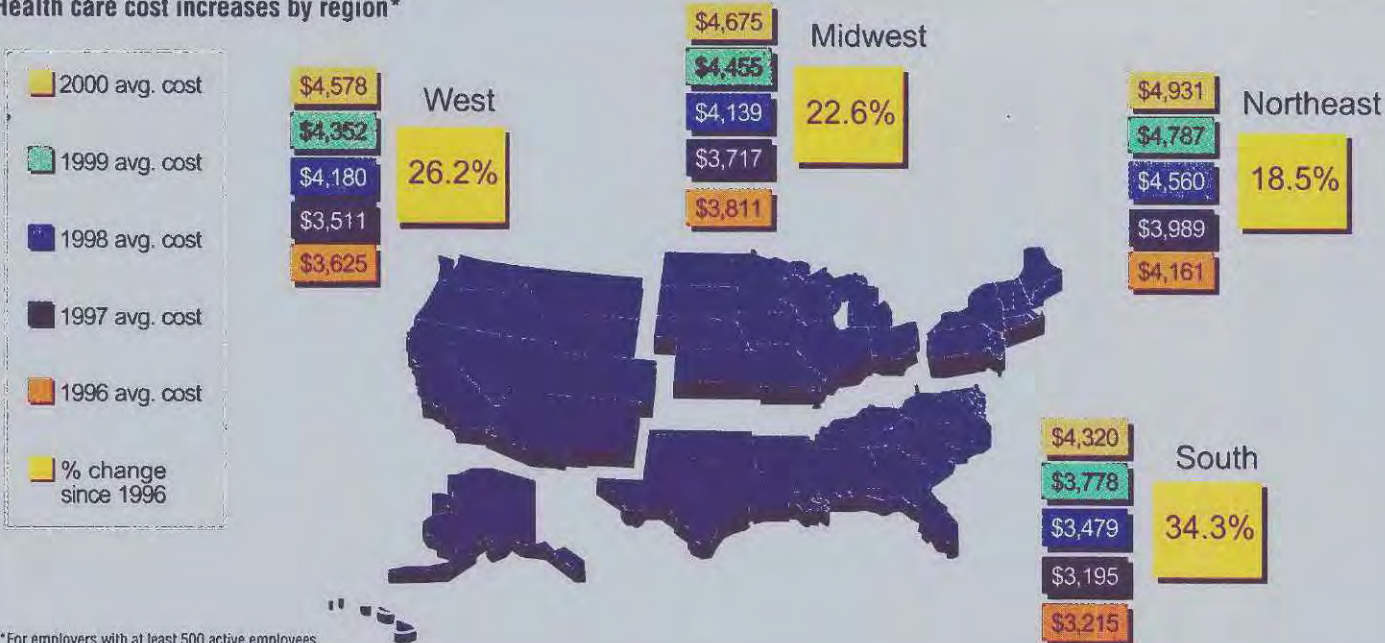 Health care cost increases by region*
2000 avg. cost
1999 avg. cost
1998 avg. cost
1997 avg. cost
1996 avg. cost
% change
since 1996
West
$4,578
$4,352
$4,180
$3,511
$3,625
26.2%
Midwest
$4,675
$4,455
$4,139
$3,717
$3,811
22.6%
Northeast
$4,931
$4,787
$4,560
$3,989
$4,161
18.5%
South
$4,320
$3,778
$3,479
$3,195
$3,215
34.3%
*For employers with at least 500 active employees